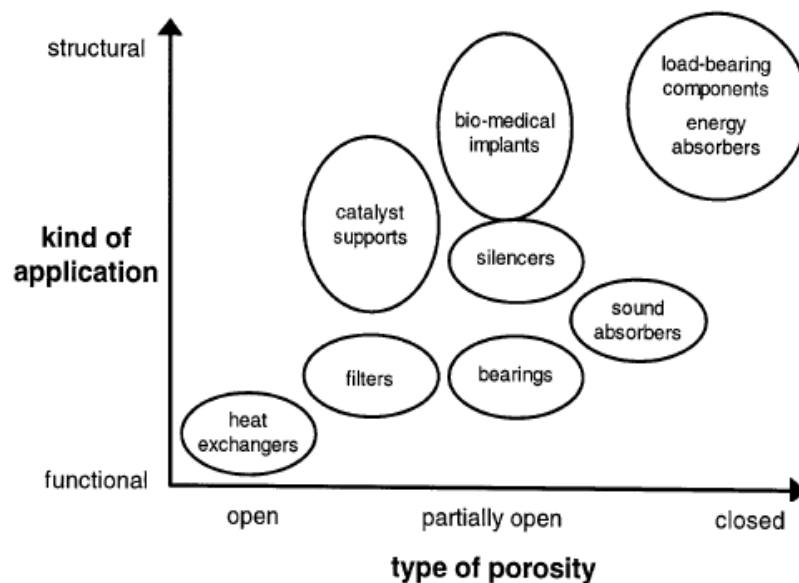 structural
kind of
application
functional
load-bearing
components
energy
absorbers
bio-medical
implants
catalyst
supports
silencers
sound
absorbers
filters
bearings
heat
exchangers
open
partially open
closed
type of porosity